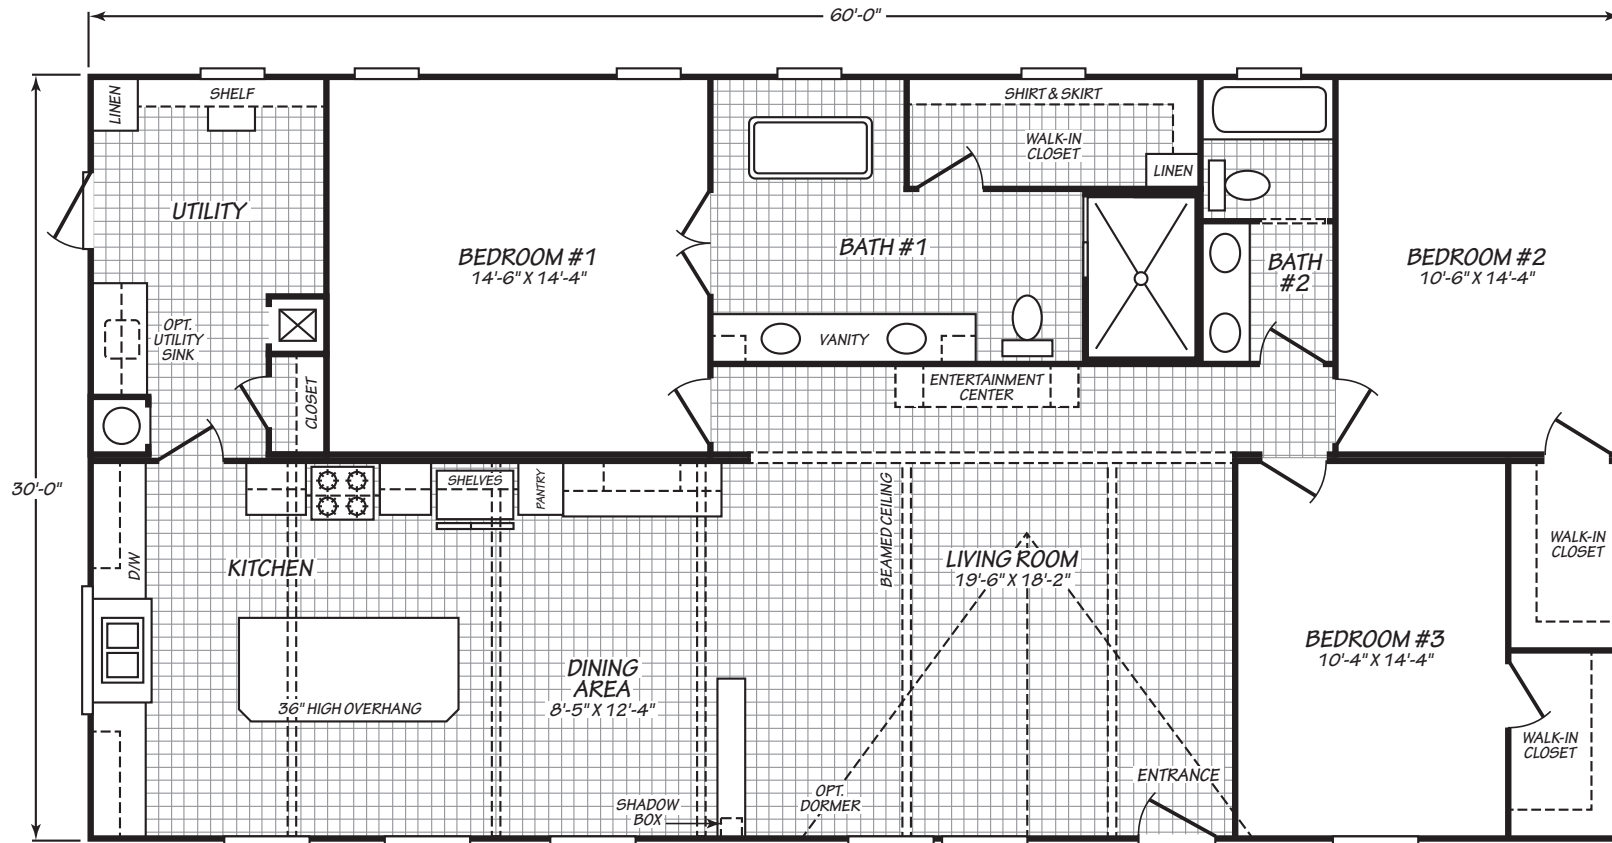 60'-0"
LINEN
SHELF
SHIRT & SKIRT
WALK-IN
CLOSET
LINEN
UTILITY
BEDROOM #1
14'-6" X 14'-4"
BATH #1
BATH
#2
BEDROOM #2
10'-6" X 14'-4"
OPT.
UTILITY
SINK
VANITY
CLOSET
ENTERTAINMENT
CENTER
30'-0"
SHELVES
PANTRY
BEAMED CEILING
D/W
KITCHEN
LIVING ROOM
19'-6" X 18'-2"
WALK-IN
CLOSET
BEDROOM #3
10'-4" X 14'-4"
DINING
AREA
8'-5" X 12'-4"
36" HIGH OVERHANG
WALK-IN
CLOSET
ENTRANCE
OPT.
DORMER
SHADOW
BOX